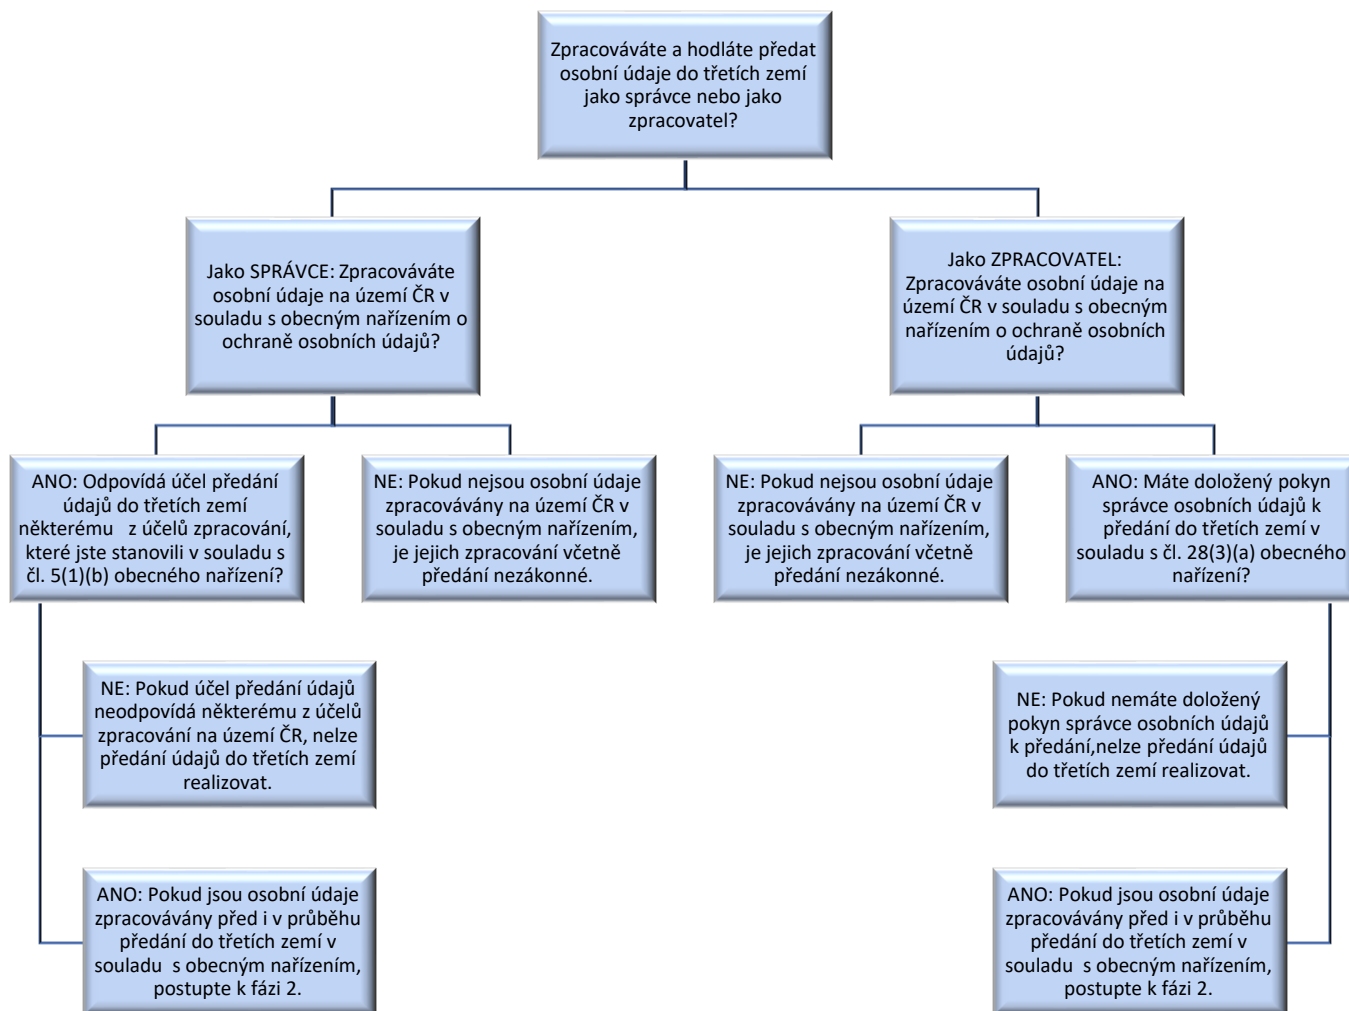 Zpracováváte a hodláte předat
osobní údaje do třetích zemí
jako správce nebo jako
zpracovatel?
Jako SPRÁVCE: Zpracováváte
osobní údaje na území ČR v
souladu s obecným nařízením o
ochraně osobních údajů?
Jako ZPRACOVATEL:
Zpracováváte osobní údaje na
území ČR v souladu s obecným
nařízením o ochraně osobních
údajů?
ANO: Odpovídá účel předání
údajů do třetích zemí
některému z účelů zpracování,
které jste stanovili v souladu s
čl. 5(1)(b) obecného nařízení?
NE: Pokud nejsou osobní údaje
zpracovávány na území ČR v
souladu s obecným nařízením,
je jejich zpracování včetně
předání nezákonné.
NE: Pokud nejsou osobní údaje
zpracovávány na území ČR v
souladu s obecným nařízením,
je jejich zpracování včetně
předání nezákonné.
ANO: Máte doložený pokyn
správce osobních údajů k
předání do třetích zemí v
souladu s čl. 28(3)(a) obecného
nařízení?
NE: Pokud účel předání údajů
neodpovídá některému z účelů
zpracování na území ČR, nelze
předání údajů do třetích zemí
realizovat.
NE: Pokud nemáte doložený
pokyn správce osobních údajů
k předání,nelze předání údajů
do třetích zemí realizovat.
ANO: Pokud jsou osobní údaje
zpracovávány před i v průběhu
předání do třetích zemí v
souladu s obecným nařízením,
postupte k fázi 2.
ANO: Pokud jsou osobní údaje
zpracovávány před i v průběhu
předání do třetích zemí v
souladu s obecným nařízením,
postupte k fázi 2.